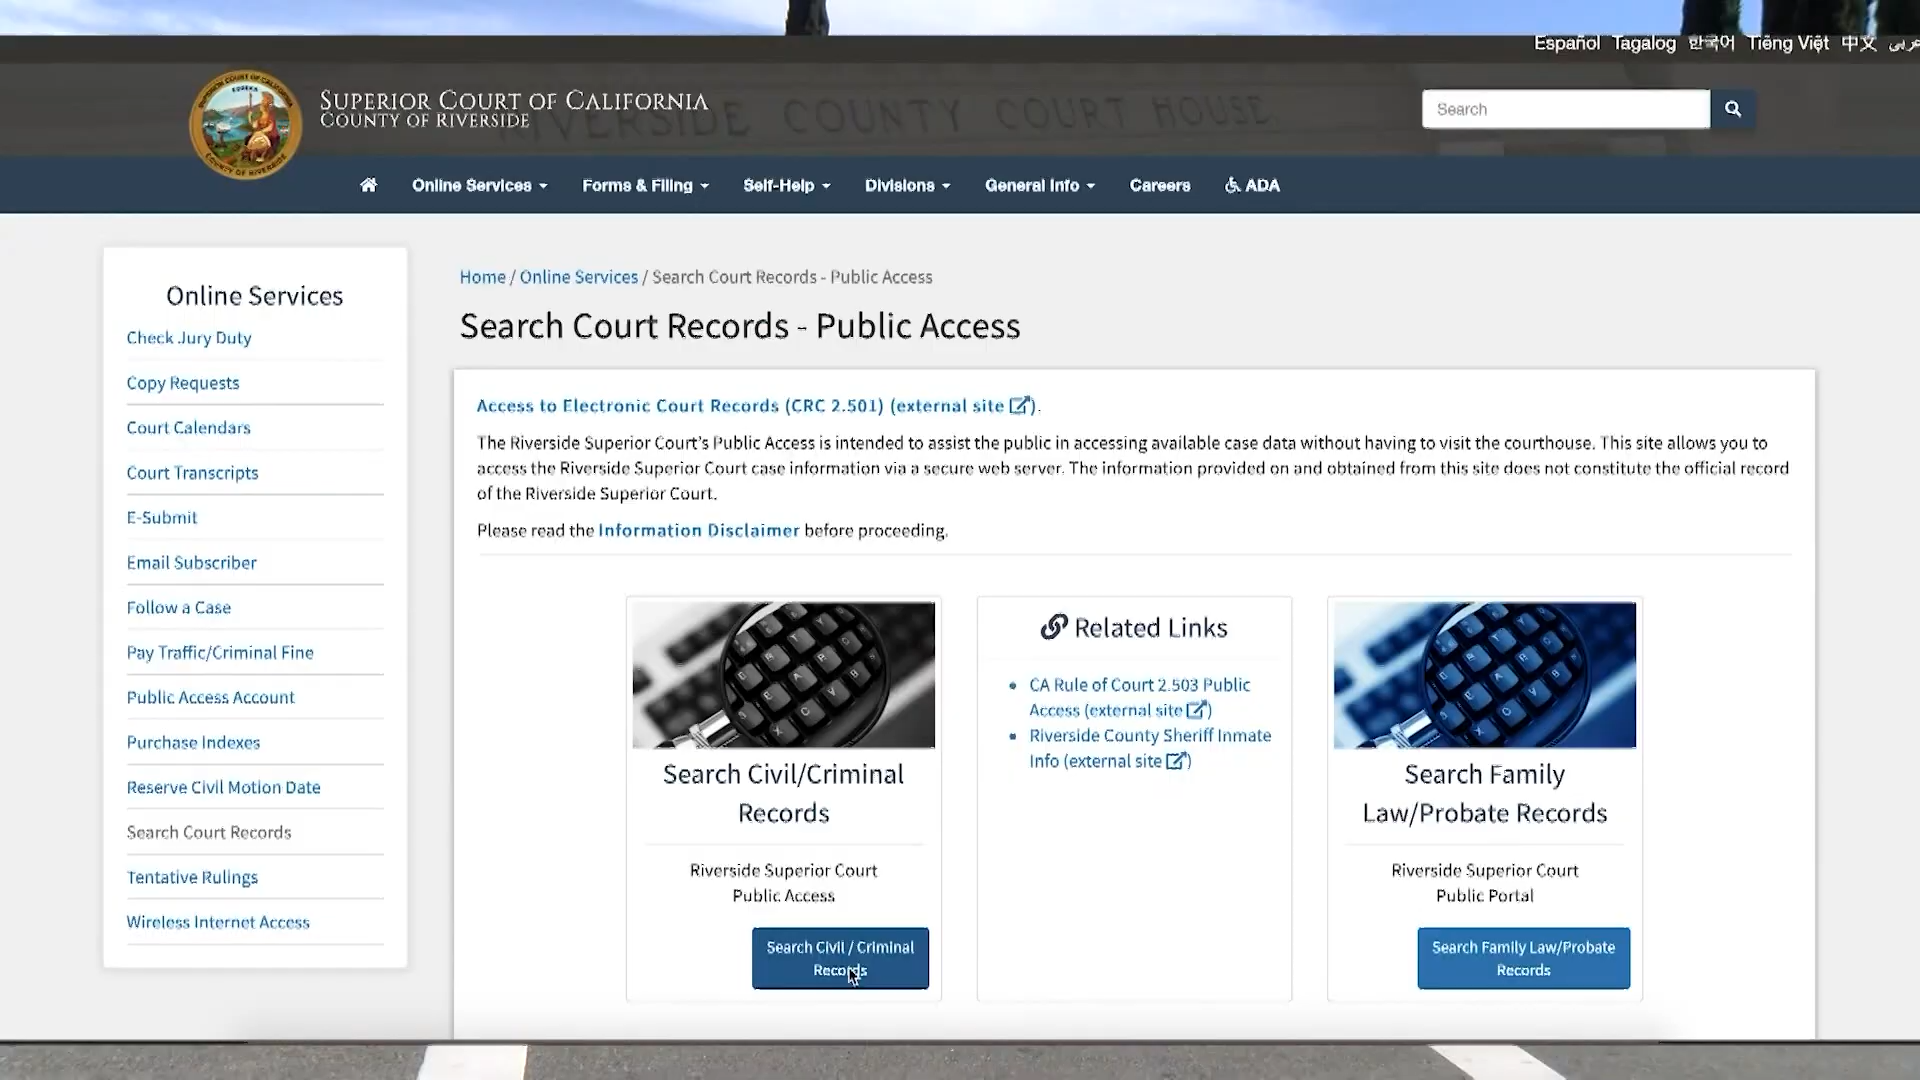 Español Tagalog 한국어 Tiếng Việt 中文
SUPERIOR COURT OF CALIFORNIA
COUNTY OF RIVERSIDE
RIVERSIDE COUNTY COURT HOUSE
Search
Online Services Forms & Filing Self-Help Divisions General Info Careers ADA
Online Services
Check Jury Duty
Copy Requests
Court Calendars
Court Transcripts
E-Submit
Email Subscriber
Follow a Case
Pay Traffic/Criminal Fine
Public Access Account
Purchase Indexes
Reserve Civil Motion Date
Search Court Records
Tentative Rulings
Wireless Internet Access
Home / Online Services / Search Court Records - Public Access
Search Court Records - Public Access
Access to Electronic Court Records (CRC 2.501) (external site ).
The Riverside Superior Court's Public Access is intended to assist the public in accessing available case data without having to visit the courthouse. This site allows you to
access the Riverside Superior Court case information via a secure web server. The information provided on and obtained from this site does not constitute the official record
of the Riverside Superior Court.
Please read the Information Disclaimer before proceeding.
Search Civil/Criminal
Records
Riverside Superior Court
Public Access
Search Civil / Criminal
Records
Related Links
CA Rule of Court 2.503 Public
Access (external site )
Riverside County Sheriff Inmate
Info (external site )
Search Family
Law/Probate Records
Riverside Superior Court
Public Portal
Search Family Law/Probate
Records